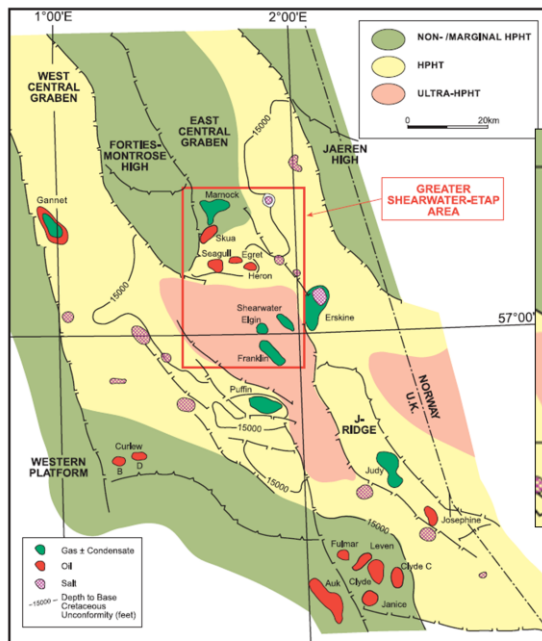 1°00'E
2°00'E
NON- /MARGINAL HPHT
HPHT
ULTRA-HPHT
0
20km
WEST
CENTRAL
GRABEN
EAST
CENTRAL
GRABEN
15000
FORTIES-
MONTROSE
HIGH
JAEREN
HIGH
Marnock
GREATER
SHEARWATER-ETAP
AREA
Gannet
Skua
Seagull
Egret
Heron
15000
Shearwater
Elgin
Erskine
57°00'
Franklin
Puffin
NORWAY
U.K.
15000
J-
RIDGE
WESTERN
PLATFORM
Curlew
B
D
Judy
15000
15000
Josephine
Gas ± Condensate
Oil
Salt
-15000- Depth to Base
Cretaceous
Unconformity (feet)
Fulmar
Leven
Clyde C
Auk
Clyde
Janice